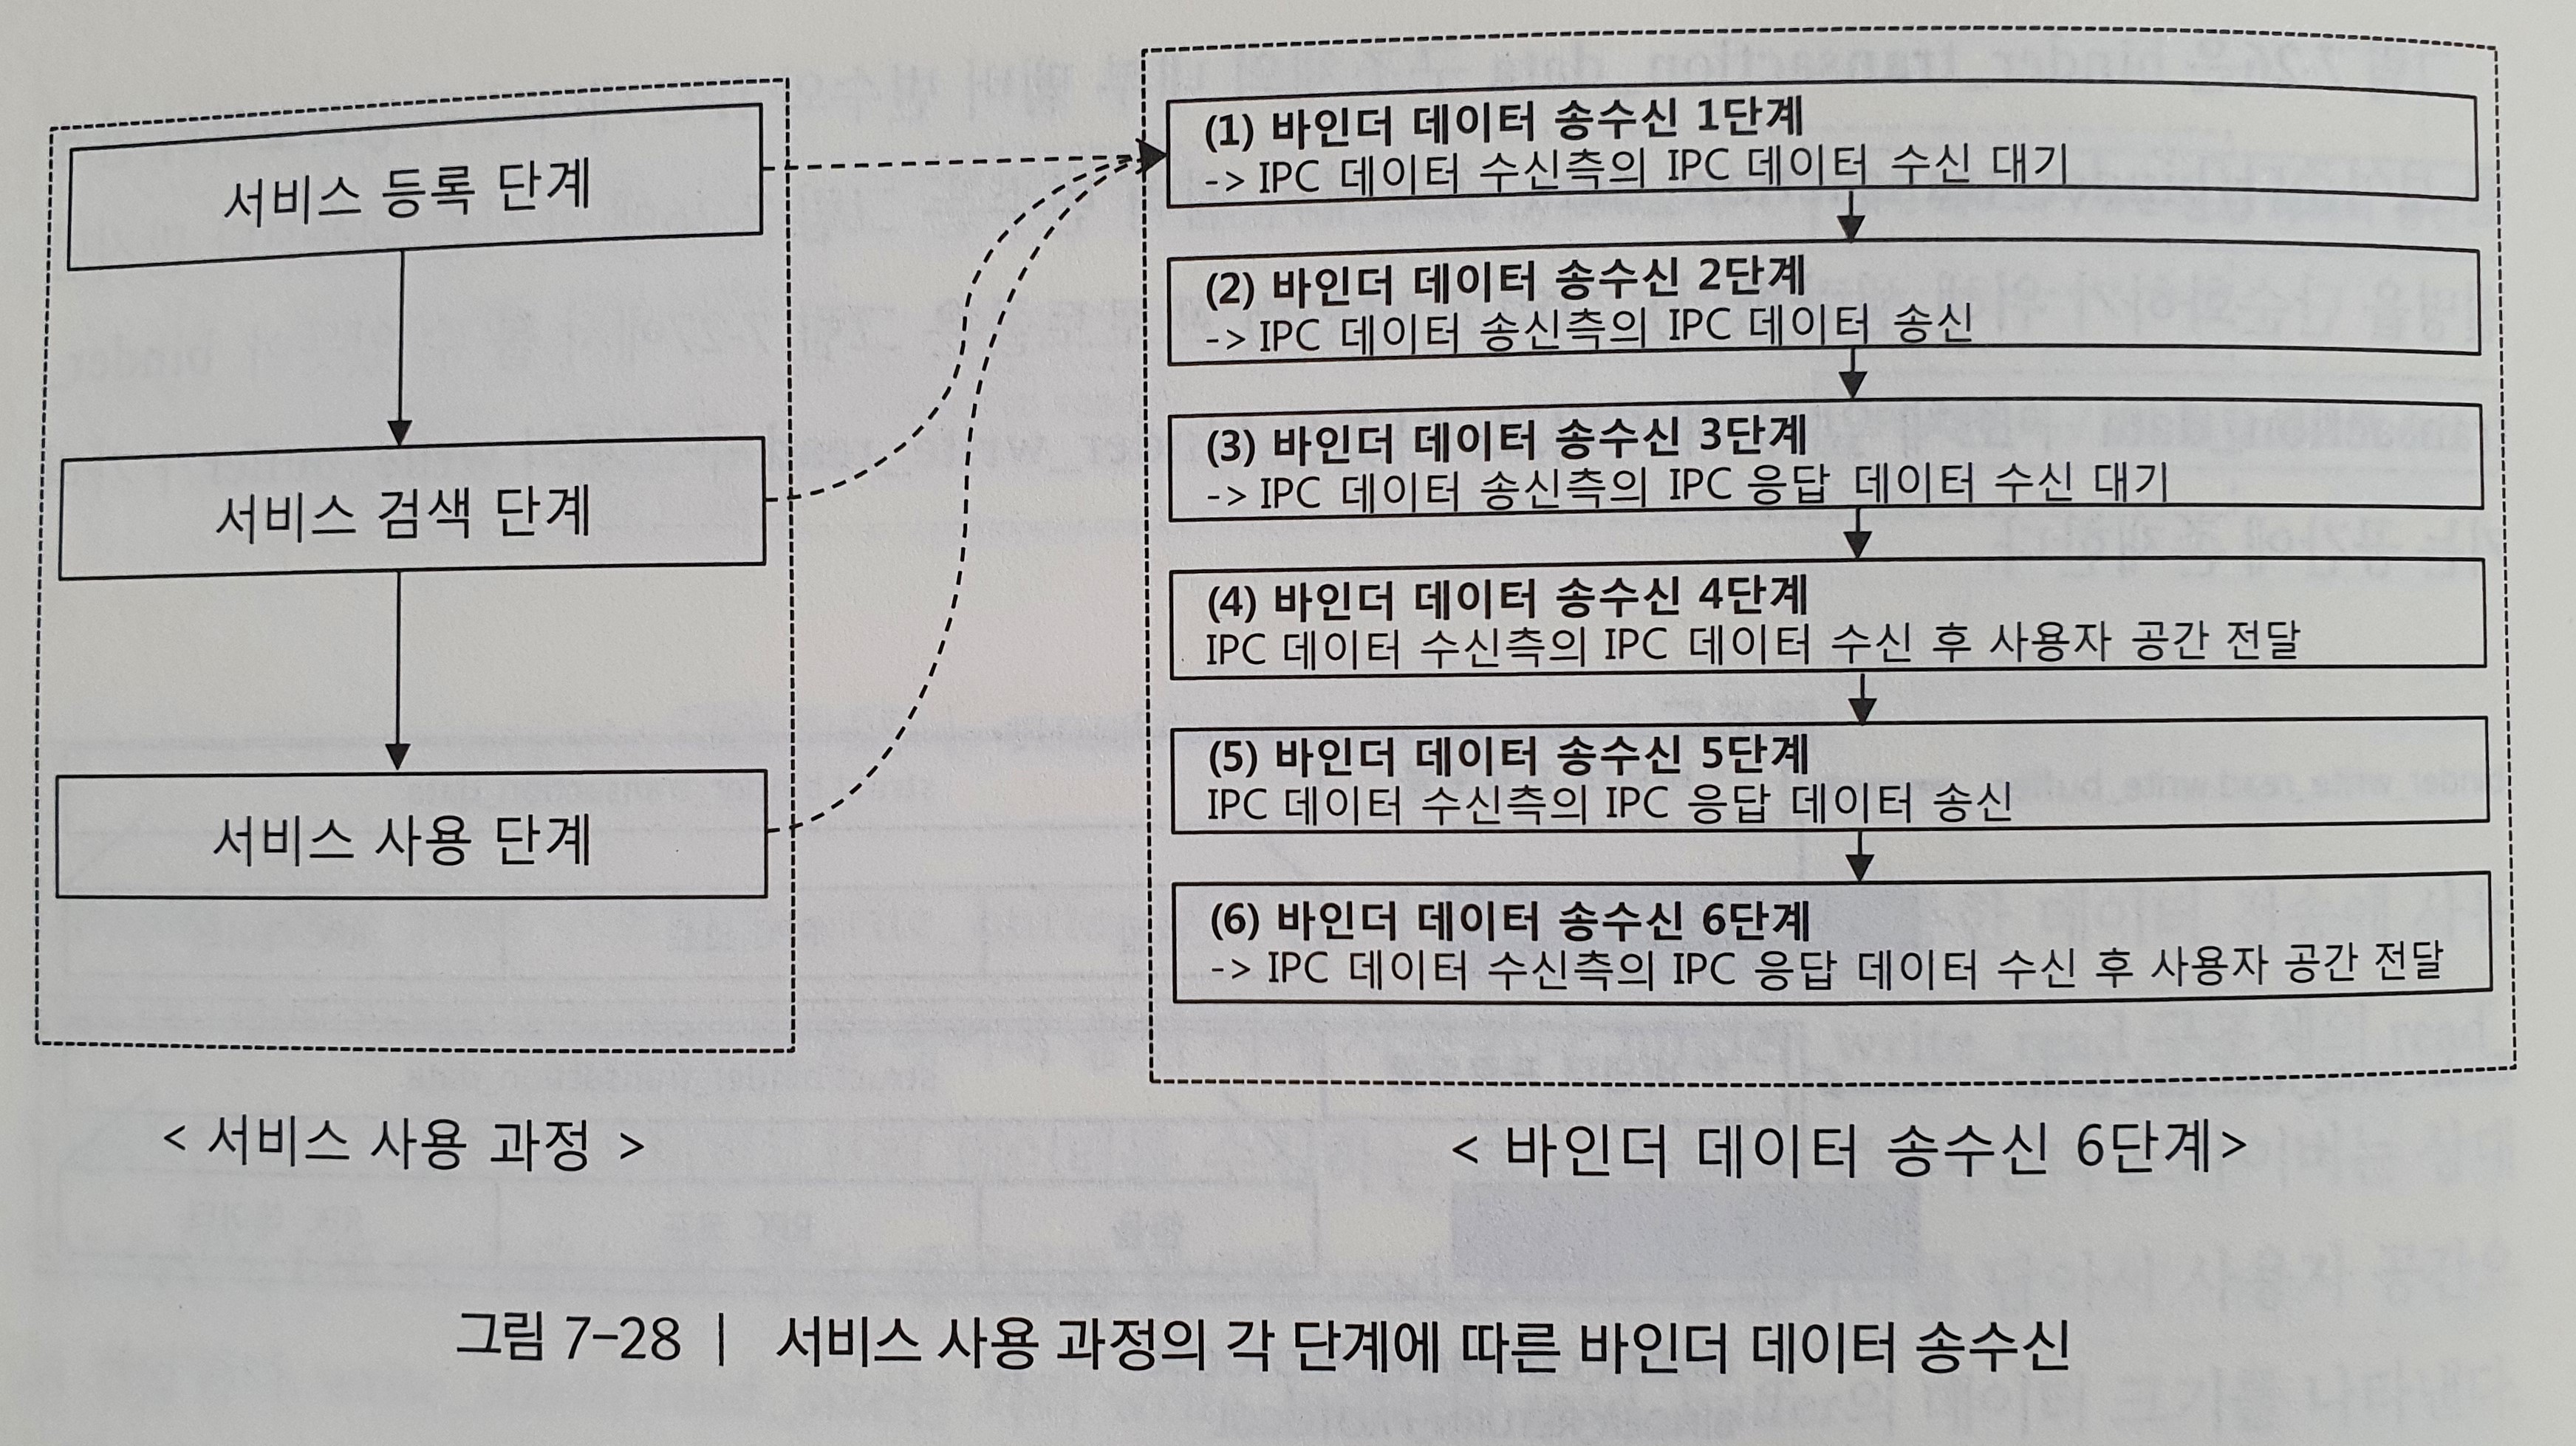 서비스 등록 단계
서비스 검색 단계
서비스 사용 단계
< 서비스 사용 과정 >
(1) 바인더 데이터 송수신 1단계
-> IPC 데이터 수신측의 IPC 데이터 수신 대기
(2) 바인더 데이터 송수신 2단계
-> IPC 데이터 송신측의 IPC 데이터 송신
(3) 바인더 데이터 송수신 3단계
-> IPC 데이터 송신측의 IPC 응답 데이터 수신 대기
(4) 바인더 데이터 송수신 4단계
IPC 데이터 수신측의 IPC 데이터 수신 후 사용자 공간 전달
(5) 바인더 데이터 송수신 5단계
IPC 데이터 수신측의 IPC 응답 데이터 송신
(6) 바인더 데이터 송수신 6단계
-> IPC 데이터 수신측의 IPC 응답 데이터 수신 후 사용자 공간 전달
< 바인더 데이터 송수신 6단계>
그림 7-28 | 서비스 사용 과정의 각 단계에 따른 바인더 데이터 송수신